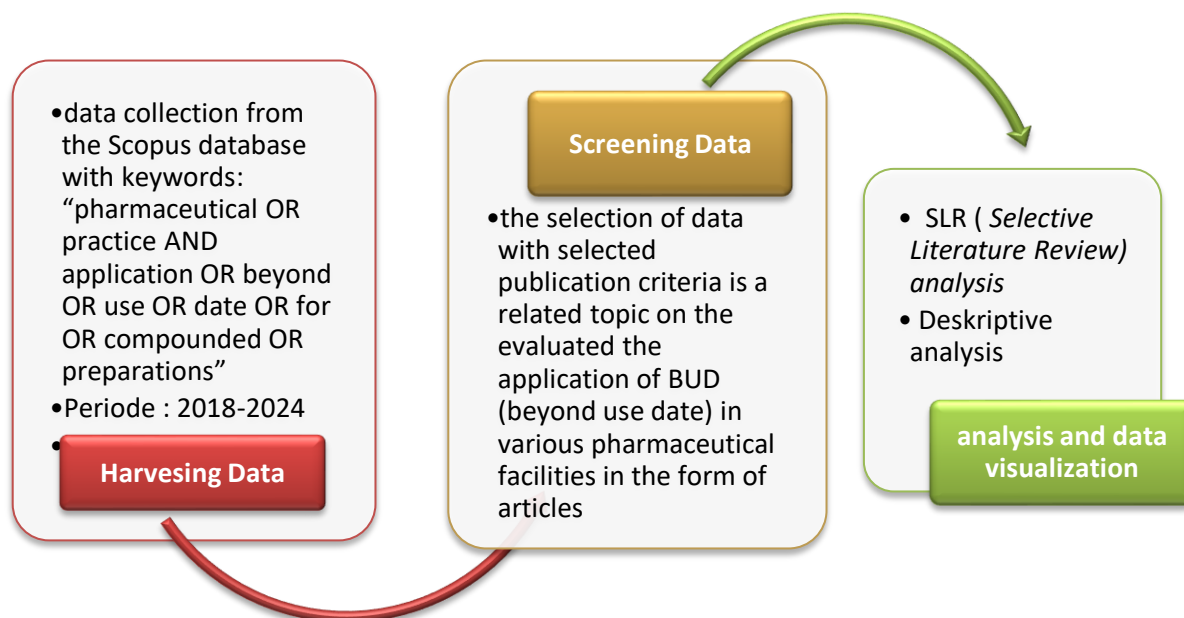 •data collection from
the Scopus database
with keywords:
“pharmaceutical OR
practice AND
application OR beyond
OR use OR date OR for
OR compounded OR
preparations”
•Periode : 2018-2024
•
Harvesing Data
Screening Data
•the selection of data
with selected
publication criteria is a
related topic on the
evaluated the
application of BUD
(beyond use date) in
various pharmaceutical
facilities in the form of
articles
• SLR ( Selective
Literature Review)
analysis
• Deskriptive
analysis
analysis and data
visualization